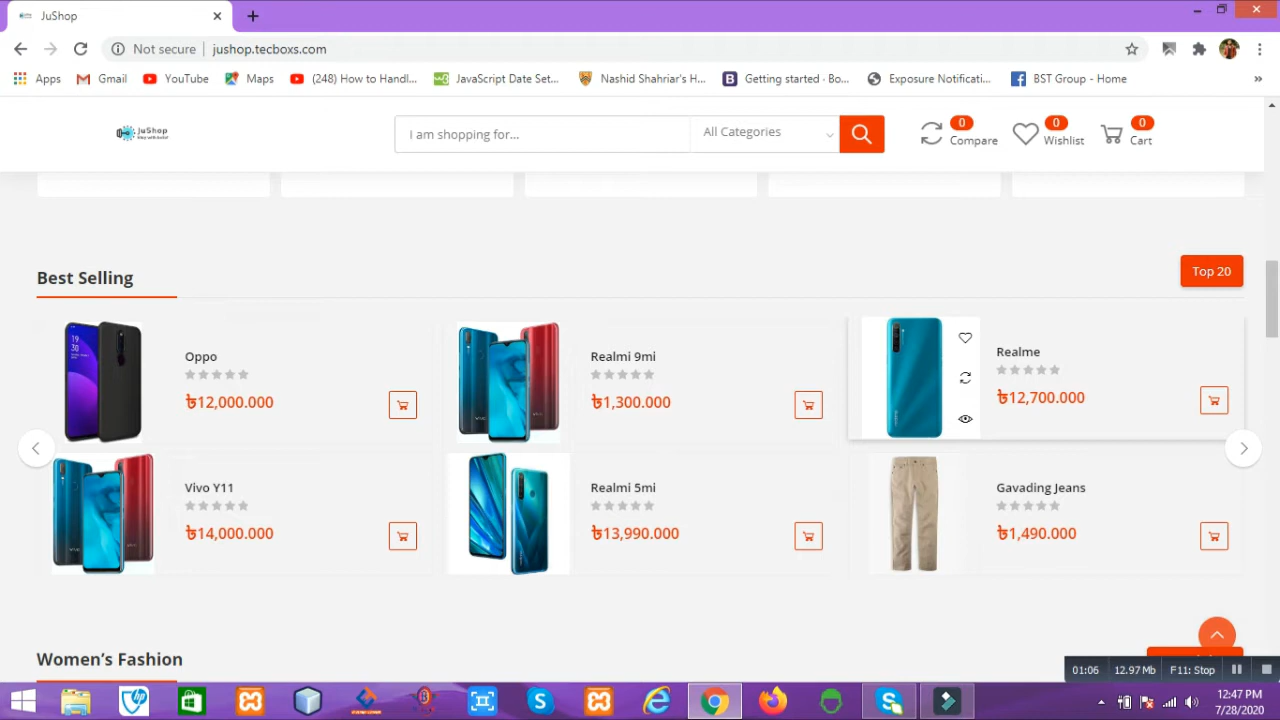 JuShop
Not secure
jushop.tecboxs.com
Apps
Gmail
YouTube
Maps
(248) How to Handl...
JavaScript Date Set...
Nashid Shahriar's H...
Getting started · Bo...
Exposure Notificati...
BST Group - Home
JuShop
I am shopping for...
All Categories
0
Compare
0
Wishlist
0
Cart
Best Selling
Top 20
Oppo
৳12,000.000
Realmi 9mi
৳1,300.000
Realme
৳12,700.000
Vivo Y11
৳14,000.000
Realmi 5mi
৳13,990.000
Gavading Jeans
৳1,490.000
Women's Fashion
01:06
12.97 Mb
F11: Stop
12:47 PM
7/28/2020